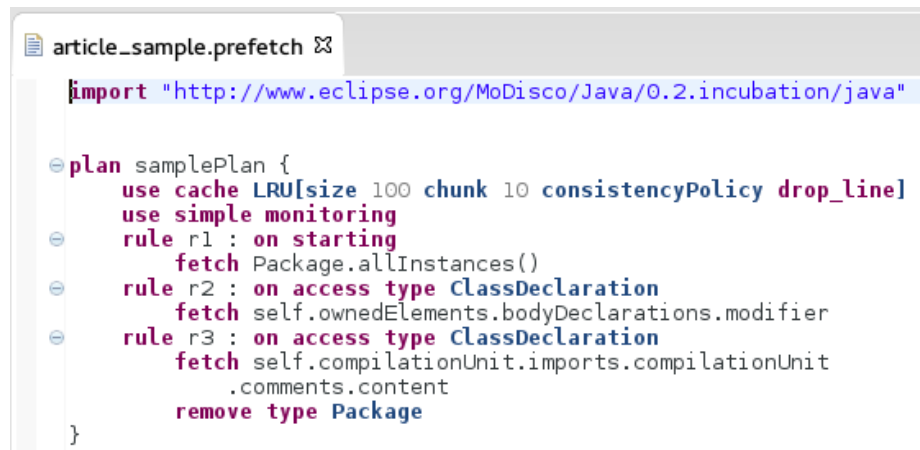 article_sample.prefetch
import "http://www.eclipse.org/MoDisco/Java/0.2.incubation/java"
plan samplePlan {
use cache LRU[size 100 chunk 10 consistencyPolicy drop_line]
use simple monitoring
rule r1 : on starting
fetch Package.allInstances()
rule r2 : on access type ClassDeclaration
fetch self.ownedElements.bodyDeclarations.modifier
rule r3 : on access type ClassDeclaration
fetch self.compilationUnit.imports.compilationUnit
.comments.content
remove type Package
}